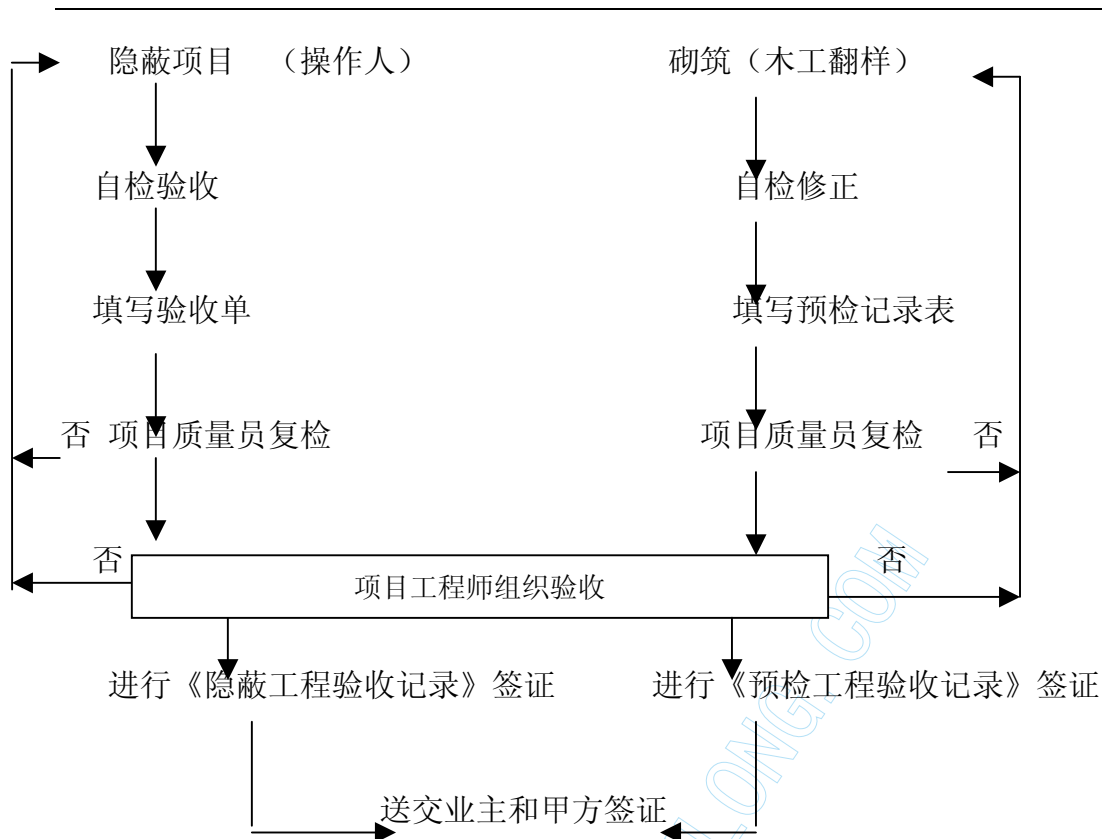 隐蔽项目 （操作人） 砌筑（木工翻样）
自检验收 自检修正
填写验收单 填写预检记录表
否 项目质量员复检 项目质量员复检 否
否 否
项目工程师组织验收
进行《隐蔽工程验收记录》签证 进行《预检工程验收记录》签证
送交业主和甲方签证